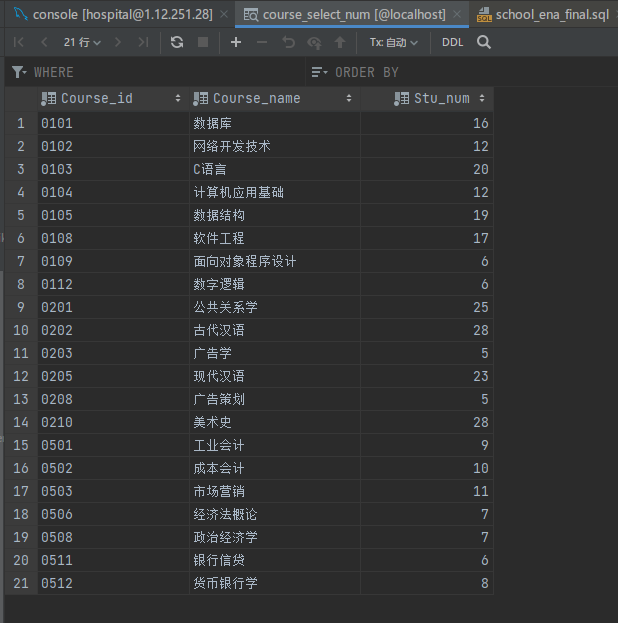 console [hospital@1.12.251.28] course_select_num [@localhost] school_ena_final.sql
21 行 Tx: 自动 DDL
WHERE ORDER BY
Course_id Course_name Stu_num
1 0101 数据库 16
2 0102 网络开发技术 12
3 0103 C语言 20
4 0104 计算机应用基础 12
5 0105 数据结构 19
6 0108 软件工程 17
7 0109 面向对象程序设计 6
8 0112 数字逻辑 6
9 0201 公共关系学 25
10 0202 古代汉语 28
11 0203 广告学 5
12 0205 现代汉语 23
13 0208 广告策划 5
14 0210 美术史 28
15 0501 工业会计 9
16 0502 成本会计 10
17 0503 市场营销 11
18 0506 经济法概论 7
19 0508 政治经济学 7
20 0511 银行信贷 6
21 0512 货币银行学 8